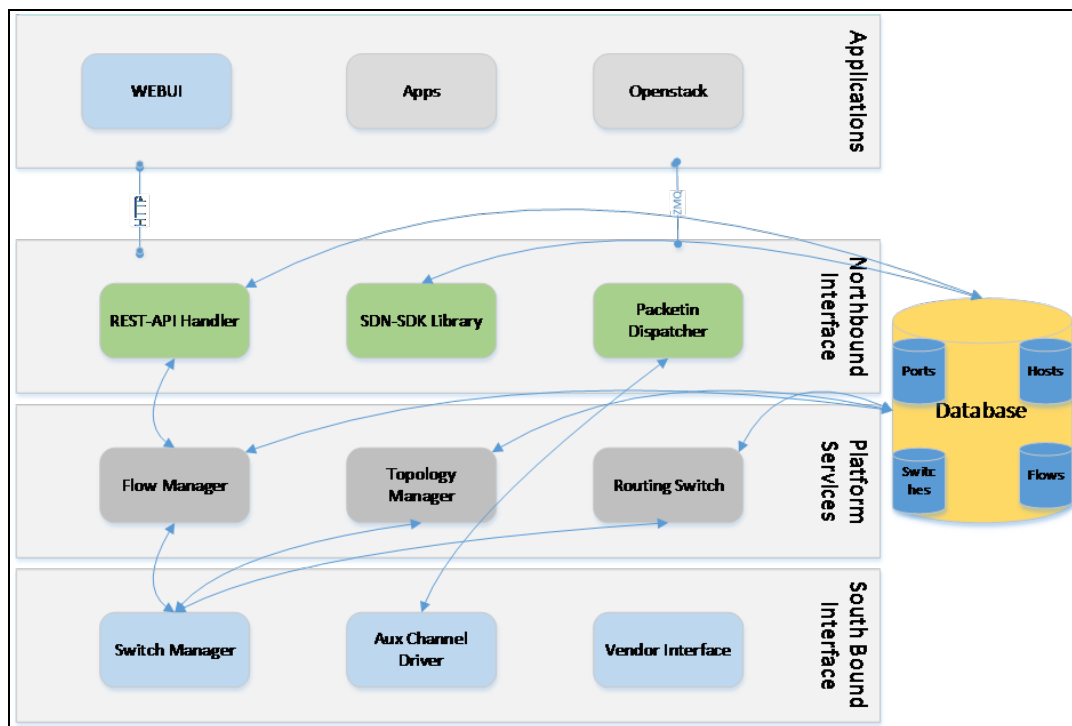 WEBUI
Apps
Openstack
Applications
HTTP
ZMQ
REST-API Handler
SDN-SDK Library
Packetin
Dispatcher
Northbound
Interface
Ports
Hosts
Database
Switc
hes
Flows
Flow Manager
Topology
Manager
Routing Switch
Platform
Services
Switch Manager
Aux Channel
Driver
Vendor Interface
South Bound
Interface